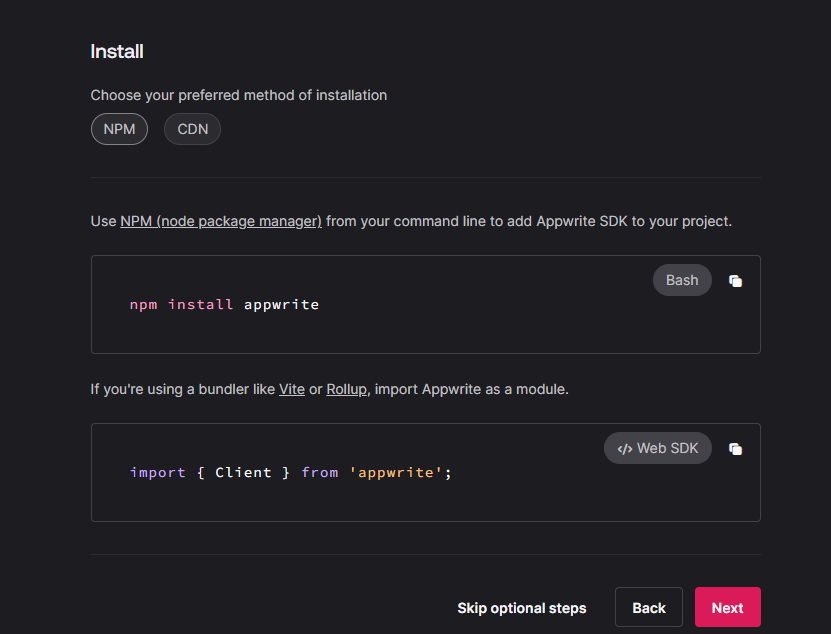 Install
Choose your preferred method of installation
NPM CDN
Use NPM (node package manager) from your command line to add Appwrite SDK to your project.
Bash
npm install appwrite
If you're using a bundler like Vite or Rollup, import Appwrite as a module.
</> Web SDK
import { Client } from 'appwrite';
Skip optional steps Back Next